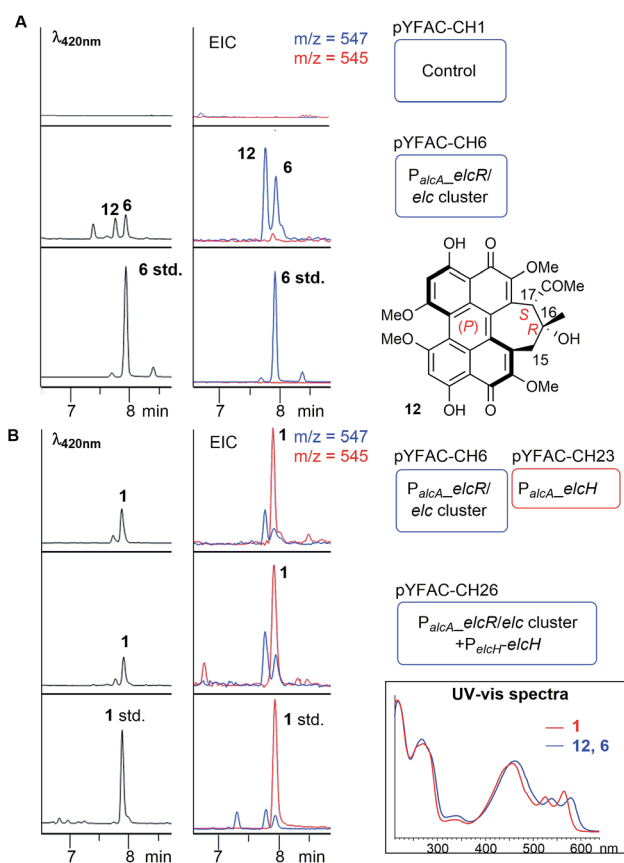 A
λ420nm
EIC
m/z = 547
m/z = 545
pYFAC-CH1
Control
12 6
12 6
pYFAC-CH6
PalcA_elcR/
elc cluster
6 std.
6 std.
7 8 min
7 8 min
OH O
OMe
17 COMe
MeO (P) S 16
MeO R OH
15
OMe
12 OH O
B
λ420nm
EIC
m/z = 547
m/z = 545
1
1
pYFAC-CH6
PalcA_elcR/
elc cluster
pYFAC-CH23
PalcA_elcH
1
1
pYFAC-CH26
PalcA_elcR/elc cluster
+PelcH-elcH
1 std.
1 std.
7 8 min
7 8 min
UV-vis spectra
1
12, 6
300 400 500 600 nm